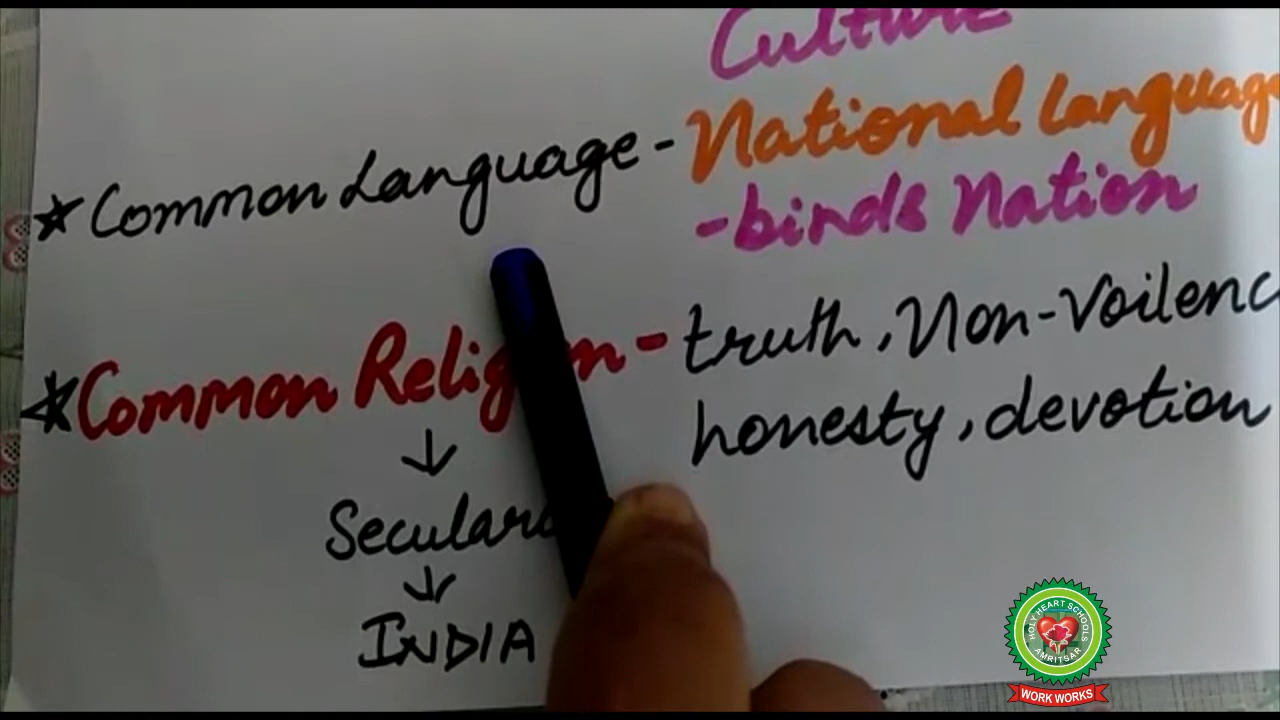 Culture
★ Common Language - National Language
- binds Nation
★ Common Religion - truth, Non-Voilenc
honesty, devotion
↓
Secular
↓
INDIA
HOLY HEART SCHOOLS
AMRITSAR
WORK WORKS